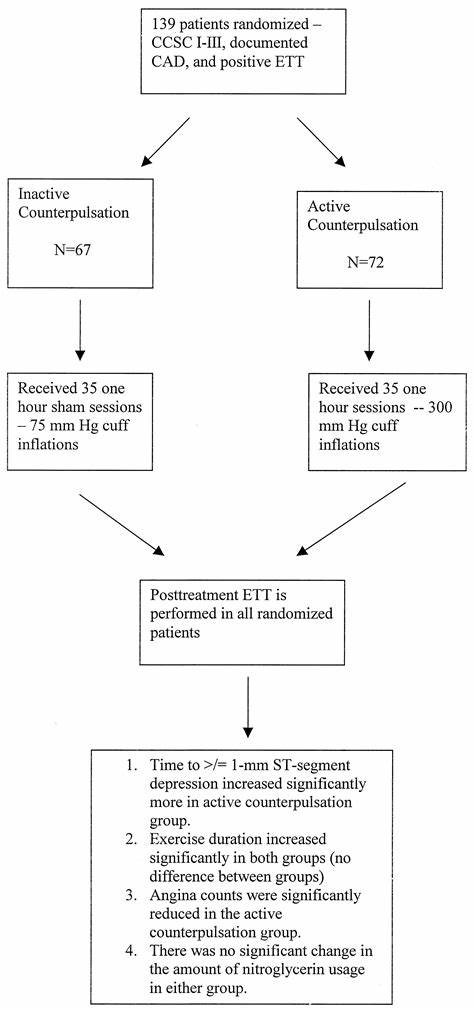 139 patients randomized –
CCSC I-III, documented
CAD, and positive ETT
Inactive
Counterpulsation
N=67
Active
Counterpulsation
N=72
Received 35 one
hour sham sessions
– 75 mm Hg cuff
inflations
Received 35 one
hour sessions -- 300
mm Hg cuff
inflations
Posttreatment ETT is
performed in all randomized
patients
1. Time to >/= 1-mm ST-segment
depression increased significantly
more in active counterpulsation
group.
2. Exercise duration increased
significantly in both groups (no
difference between groups)
3. Angina counts were significantly
reduced in the active
counterpulsation group.
4. There was no significant change in
the amount of nitroglycerin usage
in either group.